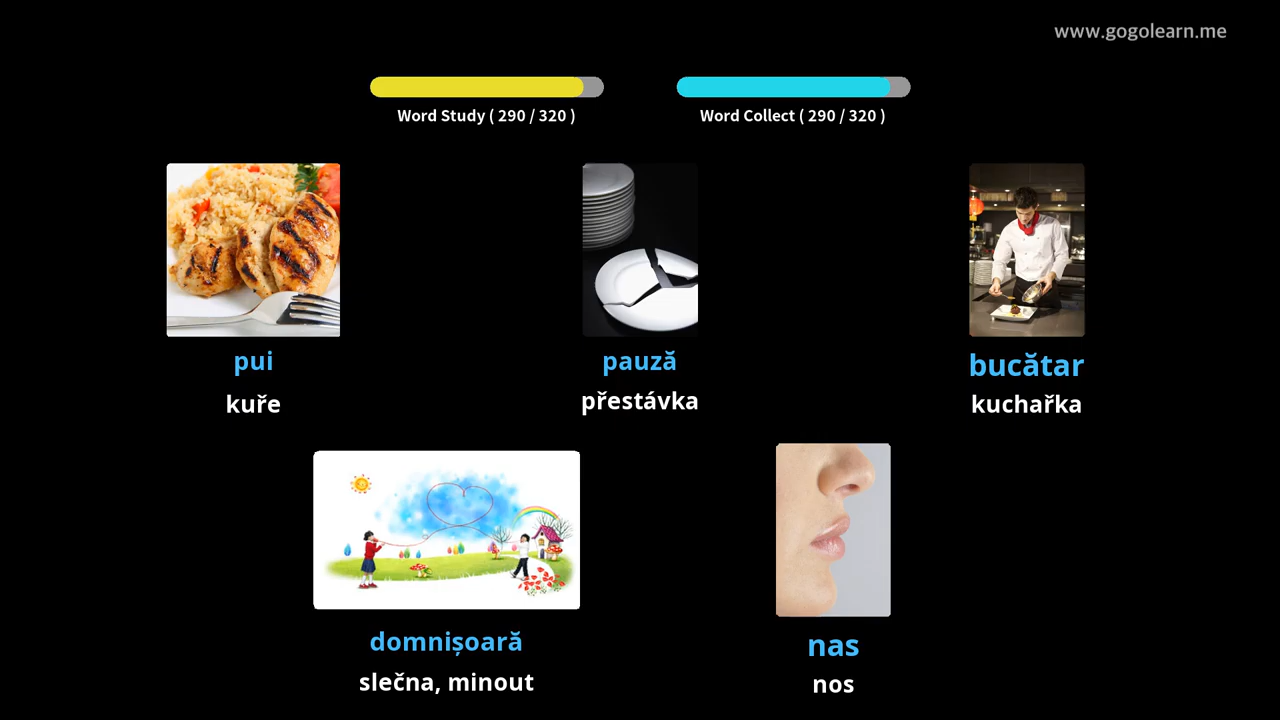 www.gogolearn.me
Word Study ( 290 / 320 )
Word Collect ( 290 / 320 )
pui
pauză
bucătar
kuře
přestávka
kuchařka
domnișoară
nas
slečna, minout
nos